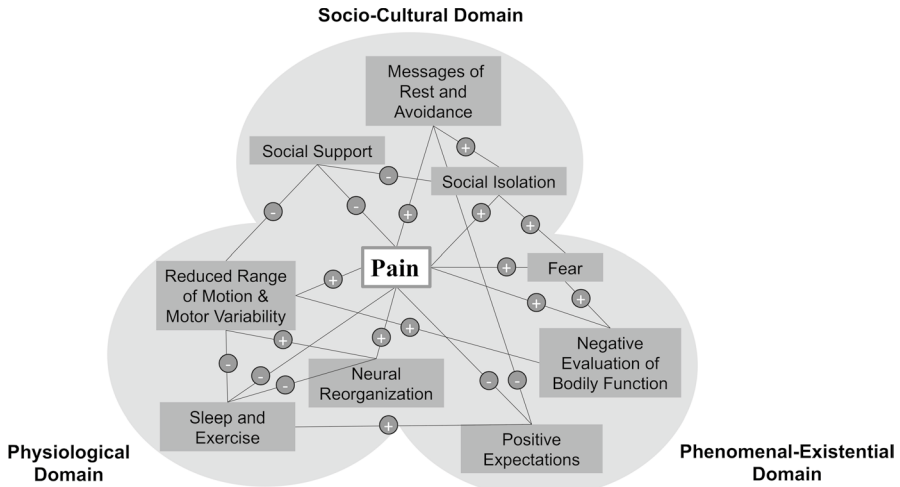 Socio-Cultural Domain
Messages of
Rest and
Avoidance
+
Social Support
-
Social Isolation
-
-
+
+
+
Pain
+
Fear
Reduced Range
of Motion &
Motor Variability
+
+
+
+
+
+
Negative
Evaluation of
Bodily Function
-
-
-
Neural
Reorganization
-
-
Sleep and
Exercise
+
Positive
Expectations
Physiological
Domain
Phenomenal-Existential
Domain